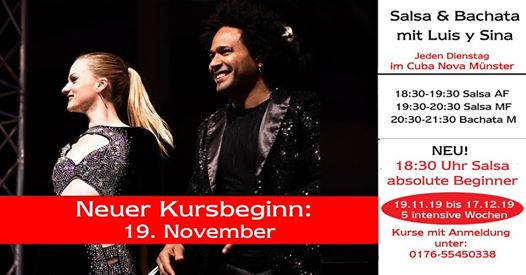 Salsa & Bachata
mit Luis y Sina
Jeden Dienstag
im Cuba Nova Münster
18:30-19:30 Salsa AF
19:30-20:30 Salsa MF
20:30-21:30 Bachata M
NEU!
18:30 Uhr Salsa
absolute Beginner
19.11.19 bis 17.12.19
5 intensive Wochen
Kurse mit Anmeldung
unter:
0176-55450338
Neuer Kursbeginn:
19. November